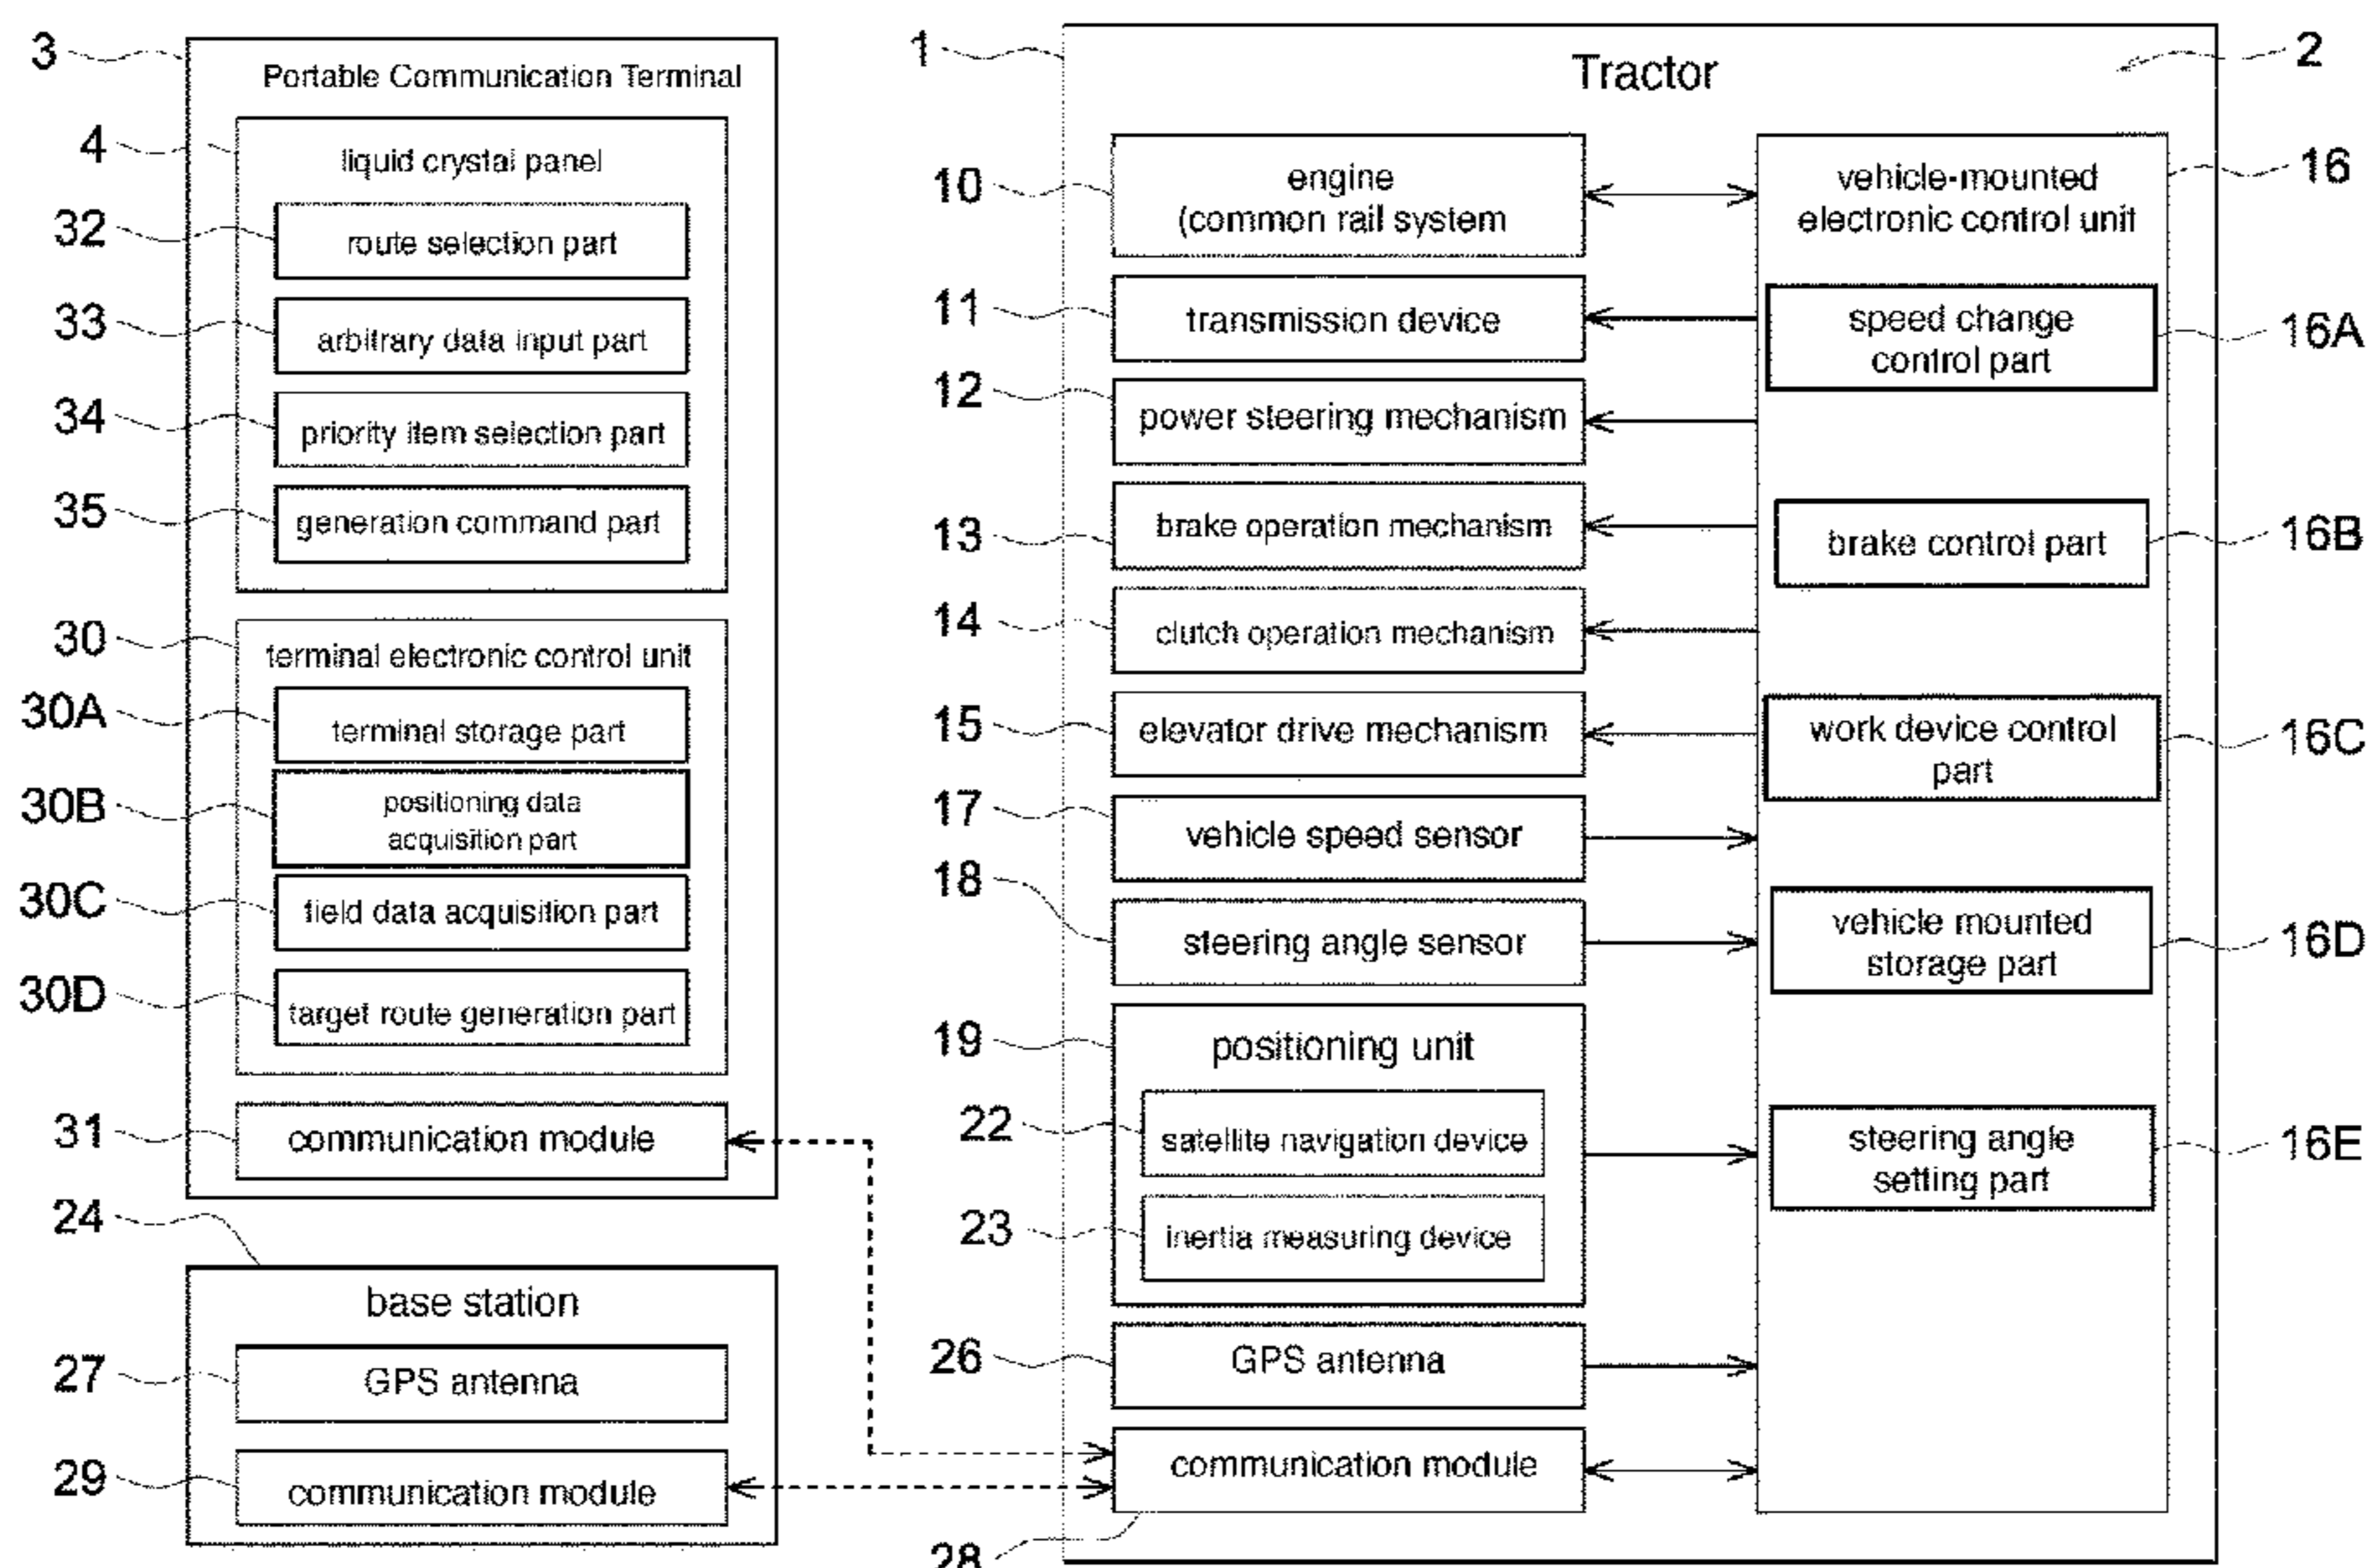 3
Portable Communication Terminal
4
liquid crystal panel
32
route selection part
33
arbitrary data input part
34
priority item selection part
35
generation command part
30
terminal electronic control unit
30A
terminal storage part
30B
positioning data
acquisition part
30C
field data acquisition part
30D
target route generation part
31
communication module
24
base station
27
GPS antenna
29
communication module
1
Tractor
2
10
engine
(common rail system
11
transmission device
12
power steering mechanism
13
brake operation mechanism
14
clutch operation mechanism
15
elevator drive mechanism
17
vehicle speed sensor
18
steering angle sensor
19
positioning unit
22
satellite navigation device
23
inertia measuring device
26
GPS antenna
communication module
28
vehicle-mounted
electronic control unit
16
speed change
control part
16A
brake control part
16B
work device control
part
16C
vehicle mounted
storage part
16D
steering angle
setting part
16E